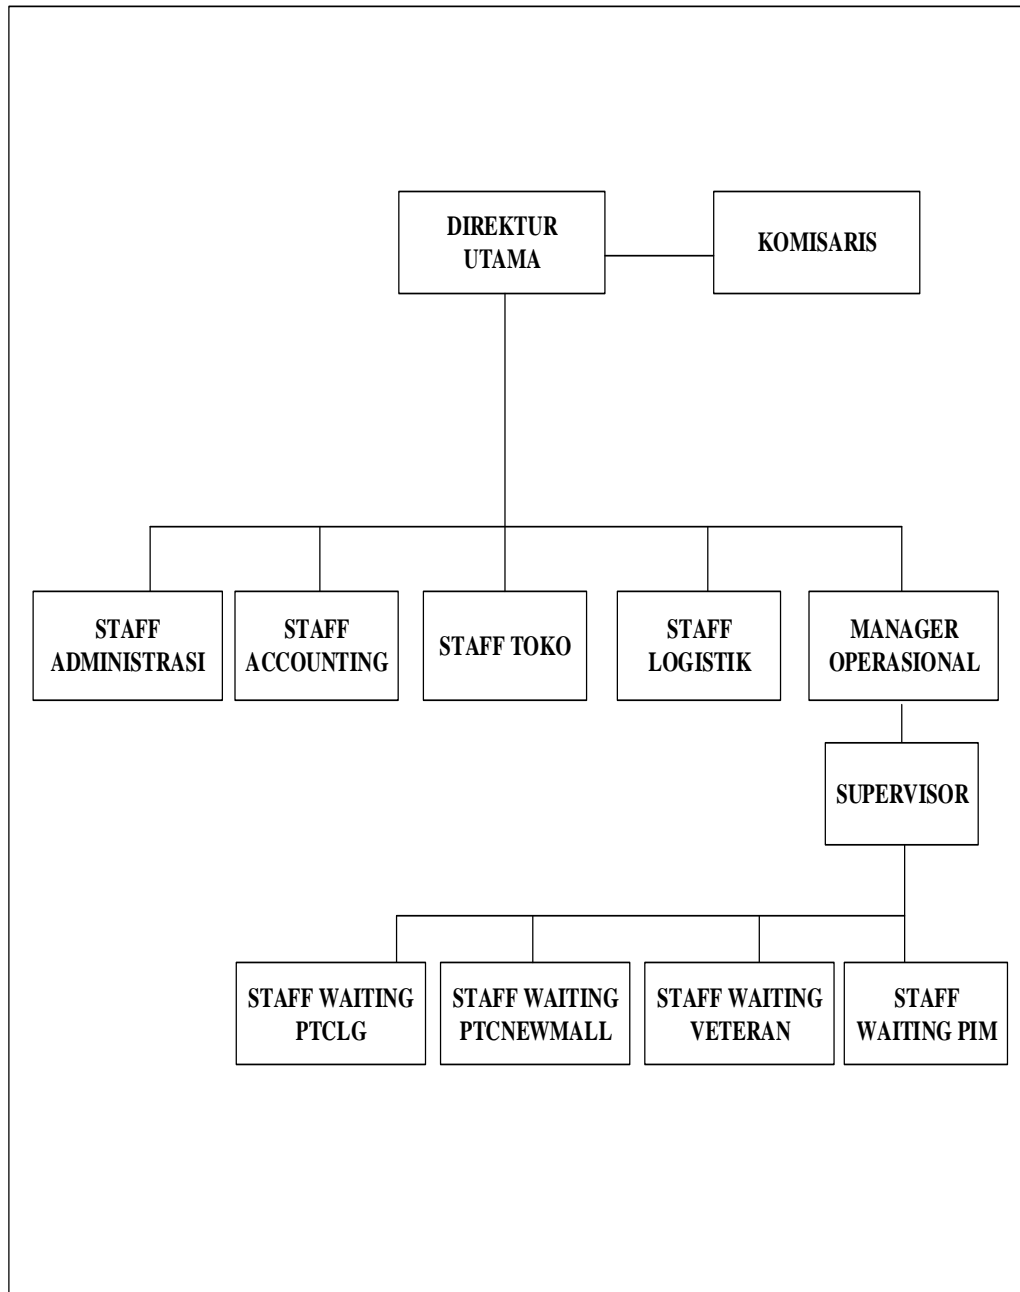 DIREKTUR
UTAMA
KOMISARIS
STAFF
ADMINISTRASI
STAFF
ACCOUNTING
STAFF TOKO
STAFF
LOGISTIK
MANAGER
OPERASIONAL
SUPERVISOR
STAFF WAITING
PTCLG
STAFF WAITING
PTCNEWMALL
STAFF WAITING
VETERAN
STAFF
WAITING PIM